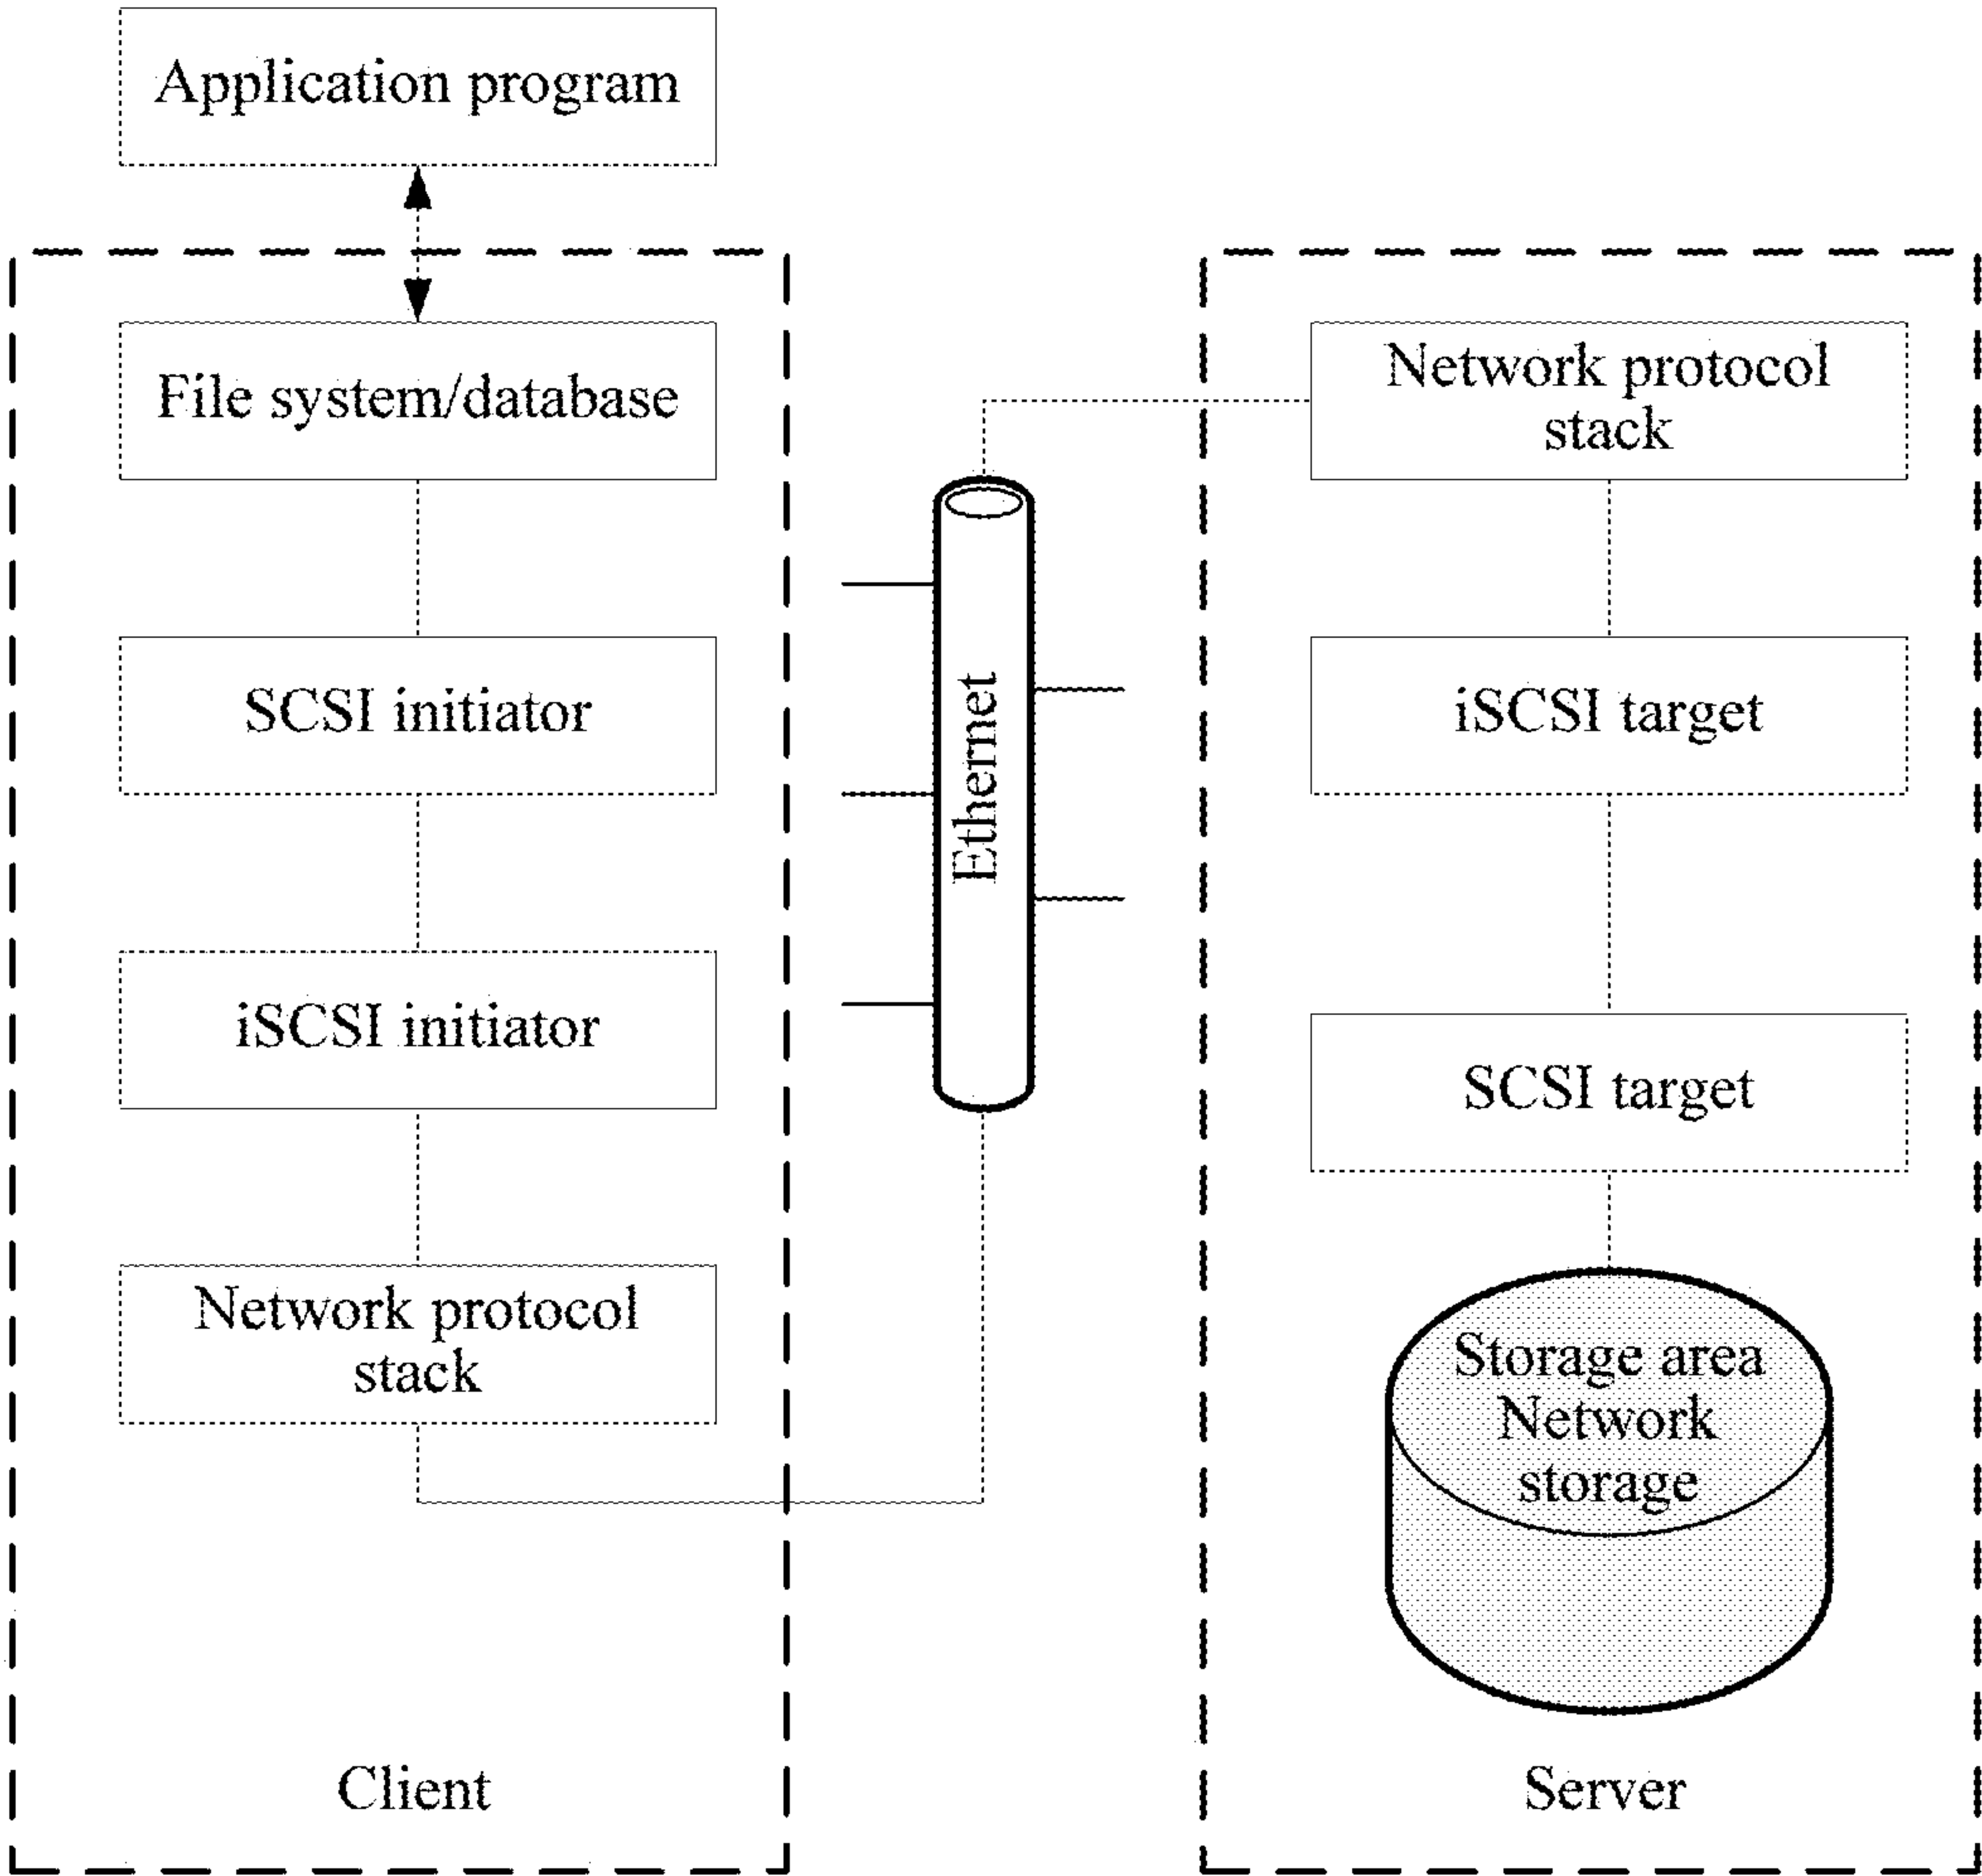 Application program
File system/database
SCSI initiator
iSCSI initiator
Network protocol
stack
Client
Ethernet
Network protocol
stack
iSCSI target
SCSI target
Storage area
Network
storage
Server